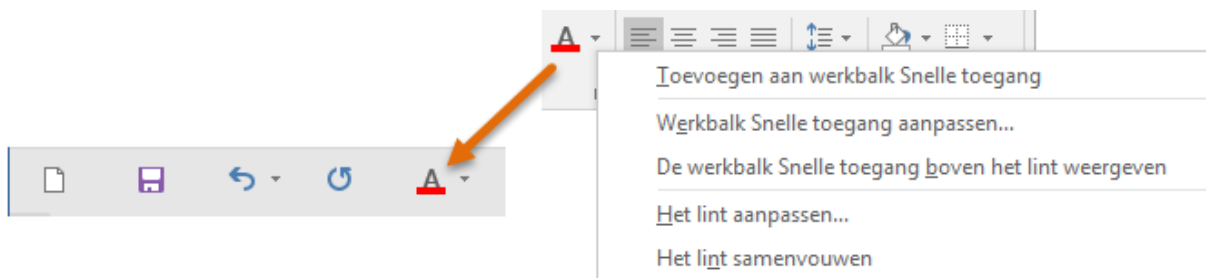 A
Toevoegen aan werkbalk Snelle toegang
Werkbalk Snelle toegang aanpassen...
De werkbalk Snelle toegang boven het lint weergeven
A
Het lint aanpassen...
Het lint samenvouwen